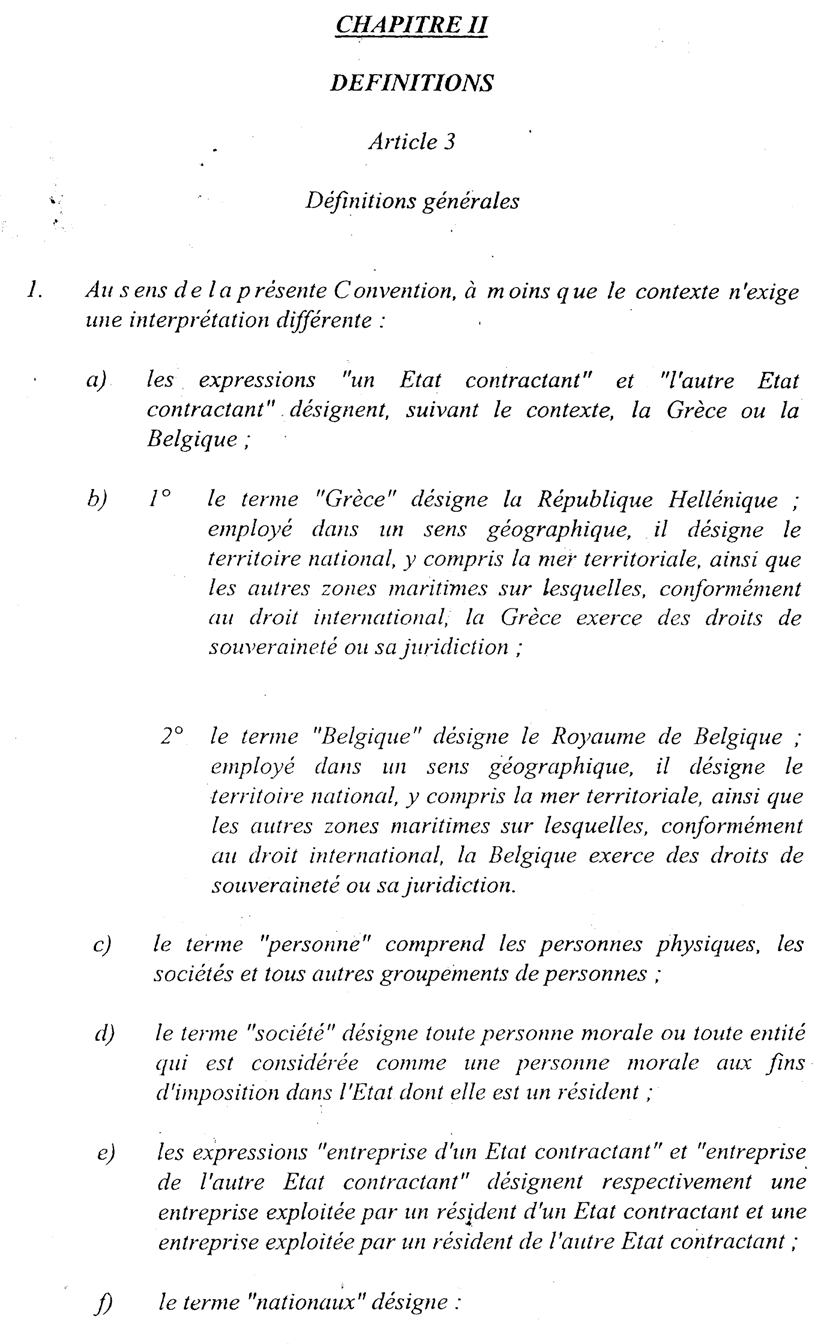 CHAPITRE II
DEFINITIONS
Article 3
Définitions générales
1. Au sens de la présente Convention, à moins que le contexte n'exige
une interprétation différente :
a) les expressions "un Etat contractant" et "l'autre Etat
contractant" désignent, suivant le contexte, la Grèce ou la
Belgique ;
b) 1° le terme "Grèce" désigne la République Hellénique ;
employé dans un sens géographique, il désigne le
territoire national, y compris la mer territoriale, ainsi que
les autres zones maritimes sur lesquelles, conformément
au droit international, la Grèce exerce des droits de
souveraineté ou sa juridiction ;
2° le terme "Belgique" désigne le Royaume de Belgique ;
employé dans un sens géographique, il désigne le
territoire national, y compris la mer territoriale, ainsi que
les autres zones maritimes sur lesquelles, conformément
au droit international, la Belgique exerce des droits de
souveraineté ou sa juridiction.
c) le terme "personne" comprend les personnes physiques, les
sociétés et tous autres groupements de personnes ;
d) le terme "société" désigne toute personne morale ou toute entité
qui est considérée comme une personne morale aux fins
d'imposition dans l'Etat dont elle est un résident ;
e) les expressions "entreprise d'un Etat contractant" et "entreprise
de l'autre Etat contractant" désignent respectivement une
entreprise exploitée par un résident d'un Etat contractant et une
entreprise exploitée par un résident de l'autre Etat contractant ;
f) le terme "nationaux" désigne :